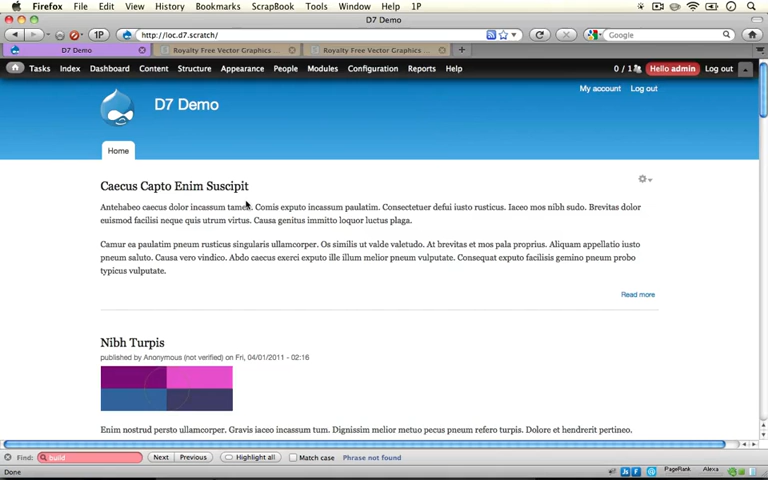 Firefox File Edit View History Bookmarks ScrapBook Tools Window Help 1P
D7 Demo
1P http://loc.d7.scratch/ Google
D7 Demo Royalty Free Vector Graphics ... Royalty Free Vector Graphics ...
Tasks Index Dashboard Content Structure Appearance People Modules Configuration Reports Help 0 / 1 Hello admin Log out
My account Log out
D7 Demo
Home
Caecus Capto Enim Suscipit
Antehabeo caecus dolor incassum tamen. Comis exputo incassum paulatim. Consectetuer defui iusto rusticus. Iaceo mos nibh sudo. Brevitas dolor
euismod facilisi neque quis utrum virtus. Causa genitus immitto loquor luctus plaga.
Camur ea paulatim pneum rusticus singularis ullamcorper. Os similis ut valde valetudo. At brevitas et mos pala proprius. Aliquam appellatio iusto
pneum saluto. Causa vero vindico. Abdo caecus exerci exputo ille illum melior pneum vulputate. Consequat exputo facilisis gemino pneum probo
typicus vulputate.
Read more
Nibh Turpis
published by Anonymous (not verified) on Fri, 04/01/2011 - 02:16
Enim nostrud persto ullamcorper. Gravis iaceo incassum tum. Dignissim melior metuo pecus pneum refero turpis. Dolore et hendrerit pertineo.
Find: build Next Previous Highlight all Match case Phrase not found
Done PageRank Alexa